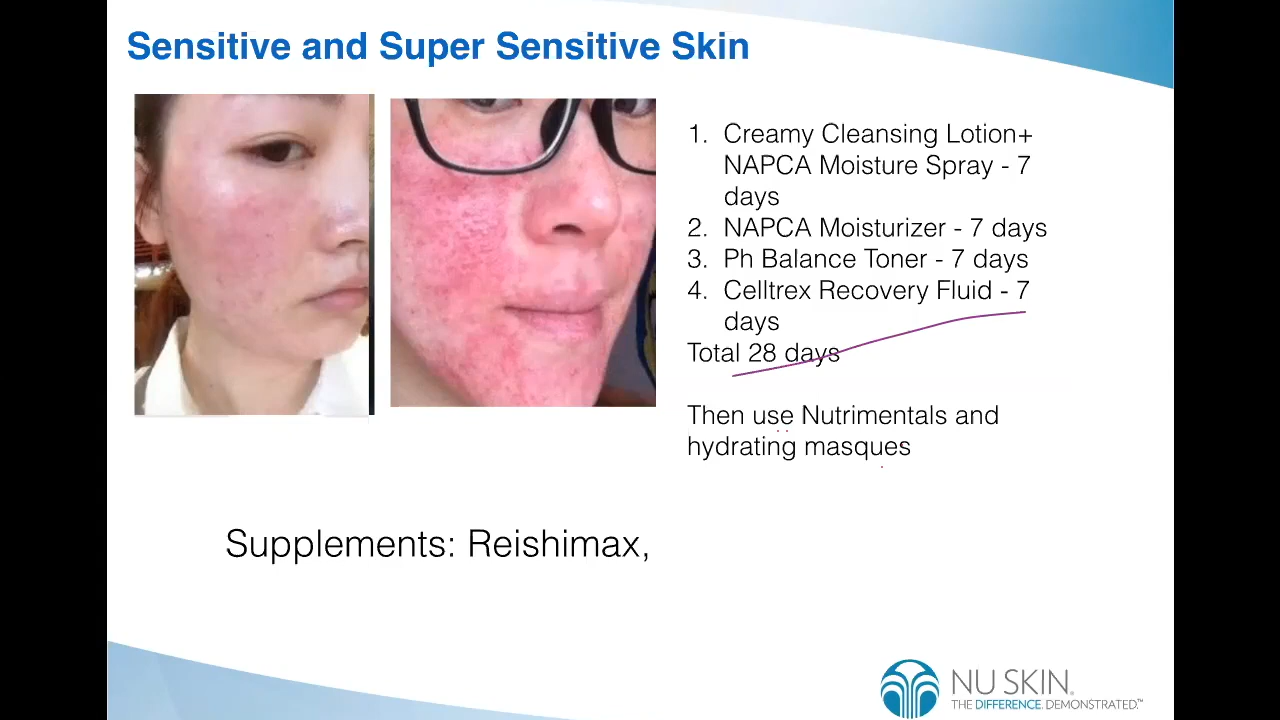 Sensitive and Super Sensitive Skin
1. Creamy Cleansing Lotion+
NAPCA Moisture Spray - 7
days
2. NAPCA Moisturizer - 7 days
3. Ph Balance Toner - 7 days
4. Celltrex Recovery Fluid - 7
days
Total 28 days
Then use Nutrimentals and
hydrating masques
Supplements: Reishimax,
NU SKIN®
THE DIFFERENCE. DEMONSTRATED.™